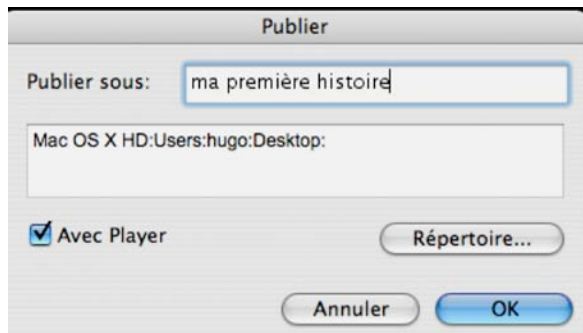 Publier
Publier sous: ma première histoire
Mac OS X HD:Users:hugo:Desktop:
Avec Player Répertoire...
Annuler OK